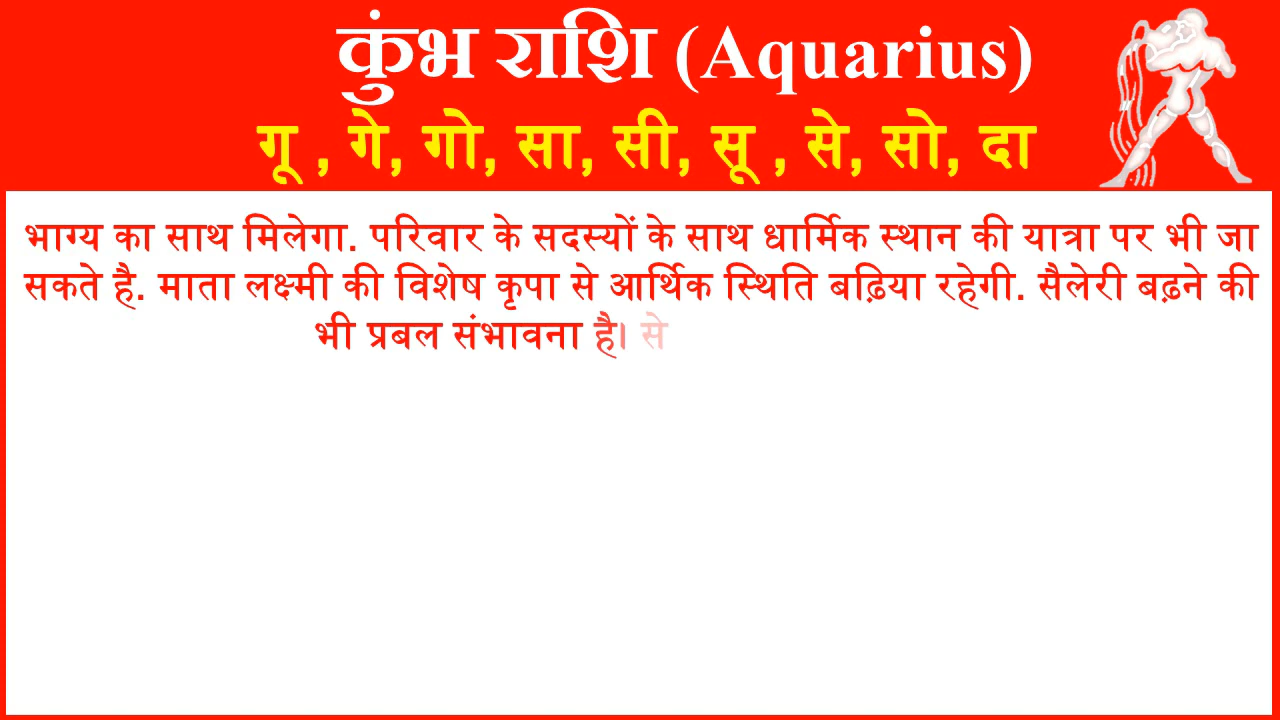 कुंभ राशि (Aquarius)
गू , गे, गो, सा, सी, सू , से, सो, दा
भाग्य का साथ मिलेगा. परिवार के सदस्यों के साथ धार्मिक स्थान की यात्रा पर भी जा
सकते है. माता लक्ष्मी की विशेष कृपा से आर्थिक स्थिति बढ़िया रहेगी. सैलेरी बढ़ने की
भी प्रबल संभावना है। से